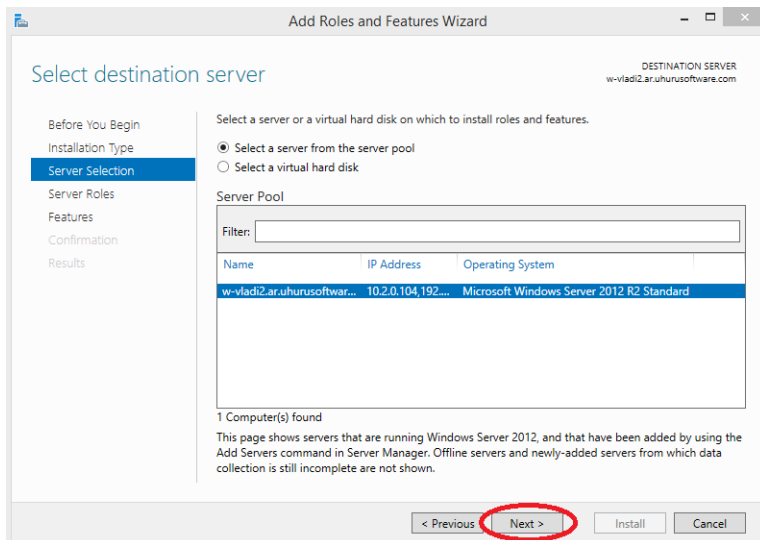 Add Roles and Features Wizard
Select destination server
DESTINATION SERVER
w-vladi2.ar.uhurusoftware.com
Before You Begin
Installation Type
Server Selection
Server Roles
Features
Confirmation
Results
Select a server or a virtual hard disk on which to install roles and features.
Select a server from the server pool
Select a virtual hard disk
Server Pool
Filter:
Name IP Address Operating System
w-vladi2.ar.uhurusoftwar... 10.2.0.104,192.... Microsoft Windows Server 2012 R2 Standard
1 Computer(s) found
This page shows servers that are running Windows Server 2012, and that have been added by using the
Add Servers command in Server Manager. Offline servers and newly-added servers from which data
collection is still incomplete are not shown.
< Previous Next > Install Cancel